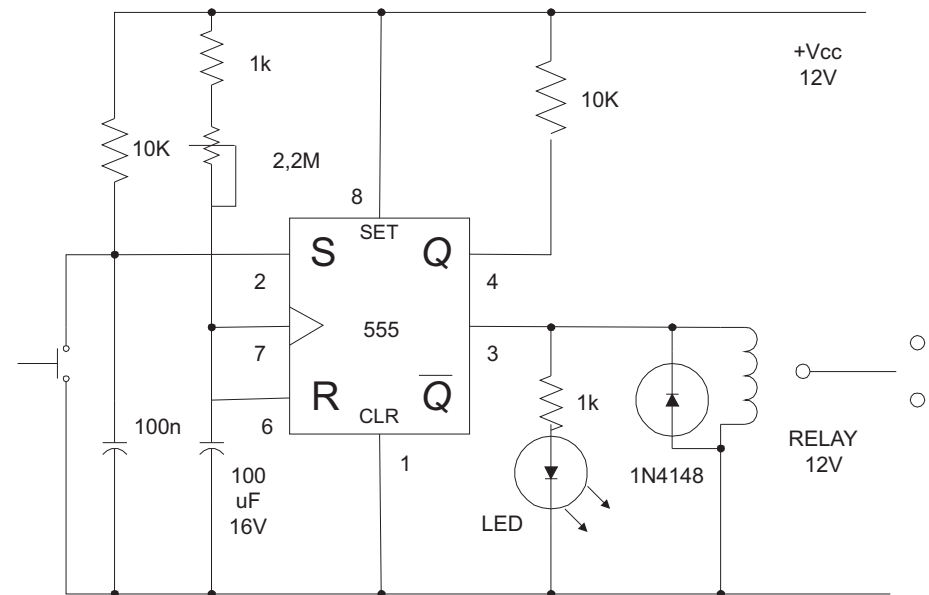 1k
+Vcc
12V
10K
10K
2,2M
8
SET
S
Q
2
4
555
7
3
R
Q
CLR
6
1
1k
100n
100
uF
16V
LED
1N4148
RELAY
12V